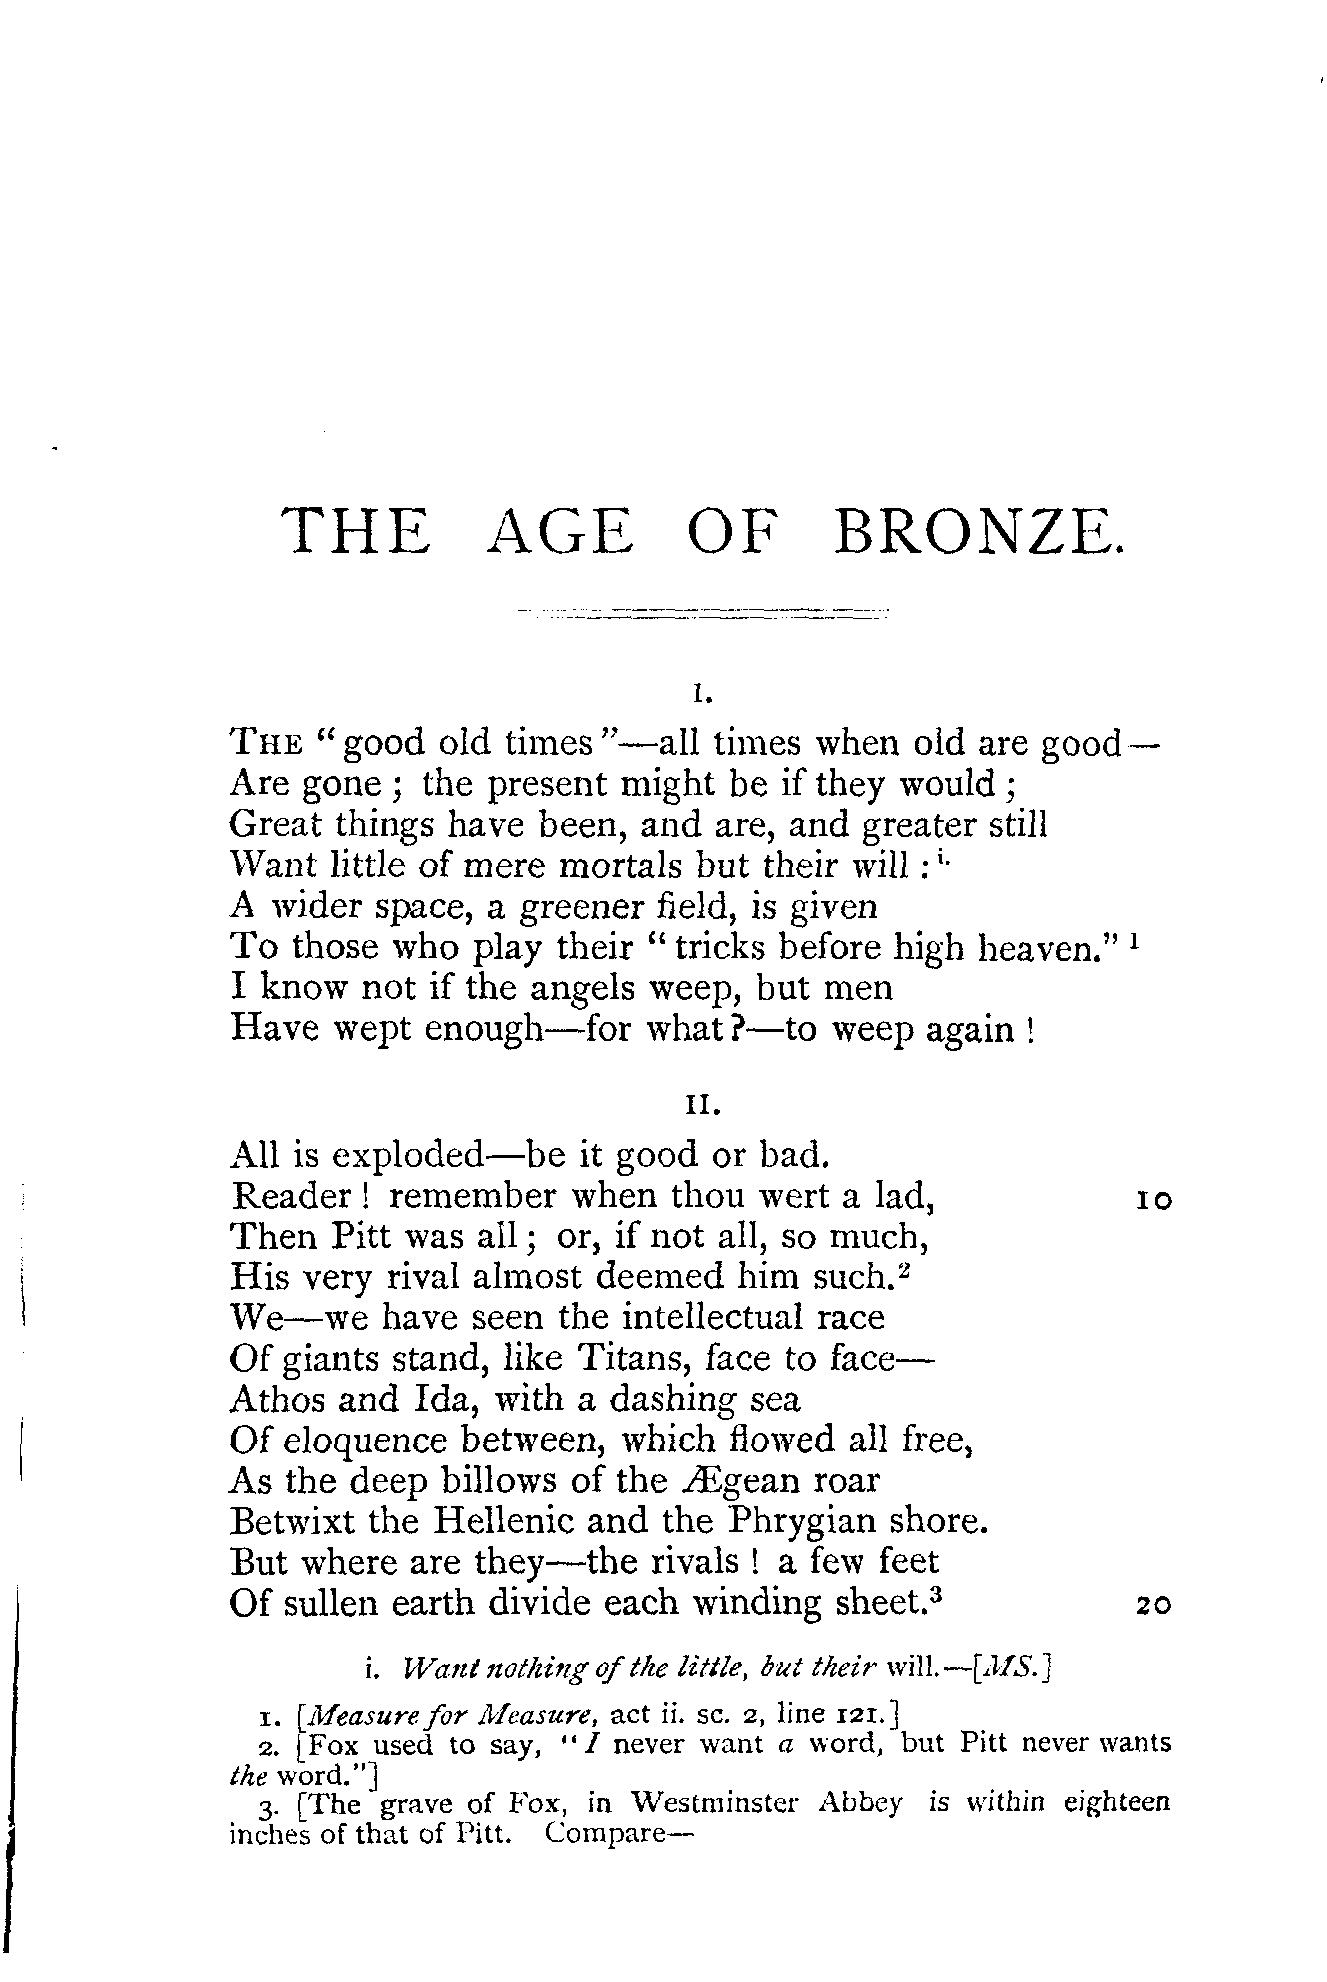 THE AGE OF BRONZE.
I.
THE “good old times”—all times when old are good—
Are gone; the present might be if they would;
Great things have been, and are, and greater still
Want little of mere mortals but their will: i.
A wider space, a greener field, is given
To those who play their “tricks before high heaven.” 1
I know not if the angels weep, but men
Have wept enough—for what?—to weep again!
II.
All is exploded—be it good or bad.
Reader! remember when thou wert a lad, 10
Then Pitt was all; or, if not all, so much,
His very rival almost deemed him such.2
We—we have seen the intellectual race
Of giants stand, like Titans, face to face—
Athos and Ida, with a dashing sea
Of eloquence between, which flowed all free,
As the deep billows of the Ægean roar
Betwixt the Hellenic and the Phrygian shore.
But where are they—the rivals! a few feet
Of sullen earth divide each winding sheet.3 20
i. Want nothing of the little, but their will.—[MS.]
1. [Measure for Measure, act ii. sc. 2, line 121.]
2. [Fox used to say, “I never want a word, but Pitt never wants
the word.”]
3. [The grave of Fox, in Westminster Abbey is within eighteen
inches of that of Pitt. Compare—